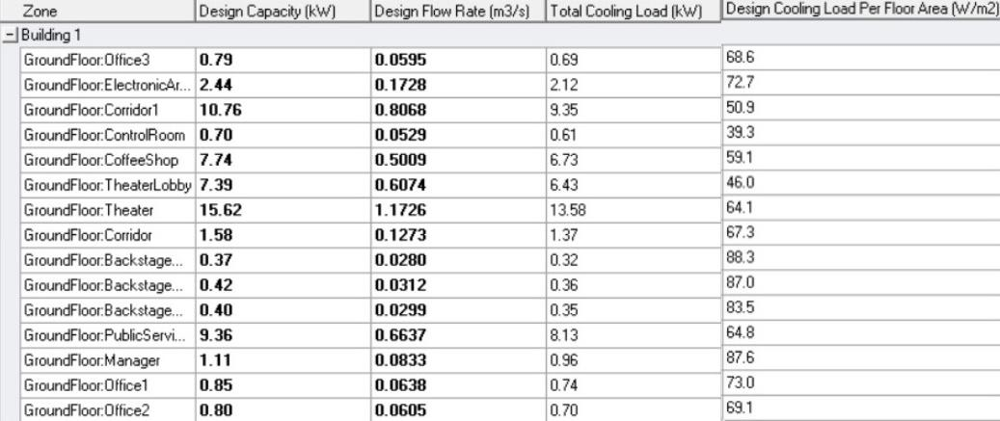 Zone Design Capacity (kW) Design Flow Rate (m3/s) Total Cooling Load (kW) Design Cooling Load Per Floor Area (W/m2)
Building 1
GroundFloor:Office3 0.79 0.0595 0.69 68.6
GroundFloor:ElectronicAr... 2.44 0.1728 2.12 72.7
GroundFloor:Corridor1 10.76 0.8068 9.35 50.9
GroundFloor:ControlRoom 0.70 0.0529 0.61 39.3
GroundFloor:CoffeeShop 7.74 0.5009 6.73 59.1
GroundFloor:TheaterLobby 7.39 0.6074 6.43 46.0
GroundFloor:Theater 15.62 1.1726 13.58 64.1
GroundFloor:Corridor 1.58 0.1273 1.37 67.3
GroundFloor:Backstage... 0.37 0.0280 0.32 88.3
GroundFloor:Backstage... 0.42 0.0312 0.36 87.0
GroundFloor:Backstage... 0.40 0.0299 0.35 83.5
GroundFloor:PublicServi... 9.36 0.6637 8.13 64.8
GroundFloor:Manager 1.11 0.0833 0.96 87.6
GroundFloor:Office1 0.85 0.0638 0.74 73.0
GroundFloor:Office2 0.80 0.0605 0.70 69.1